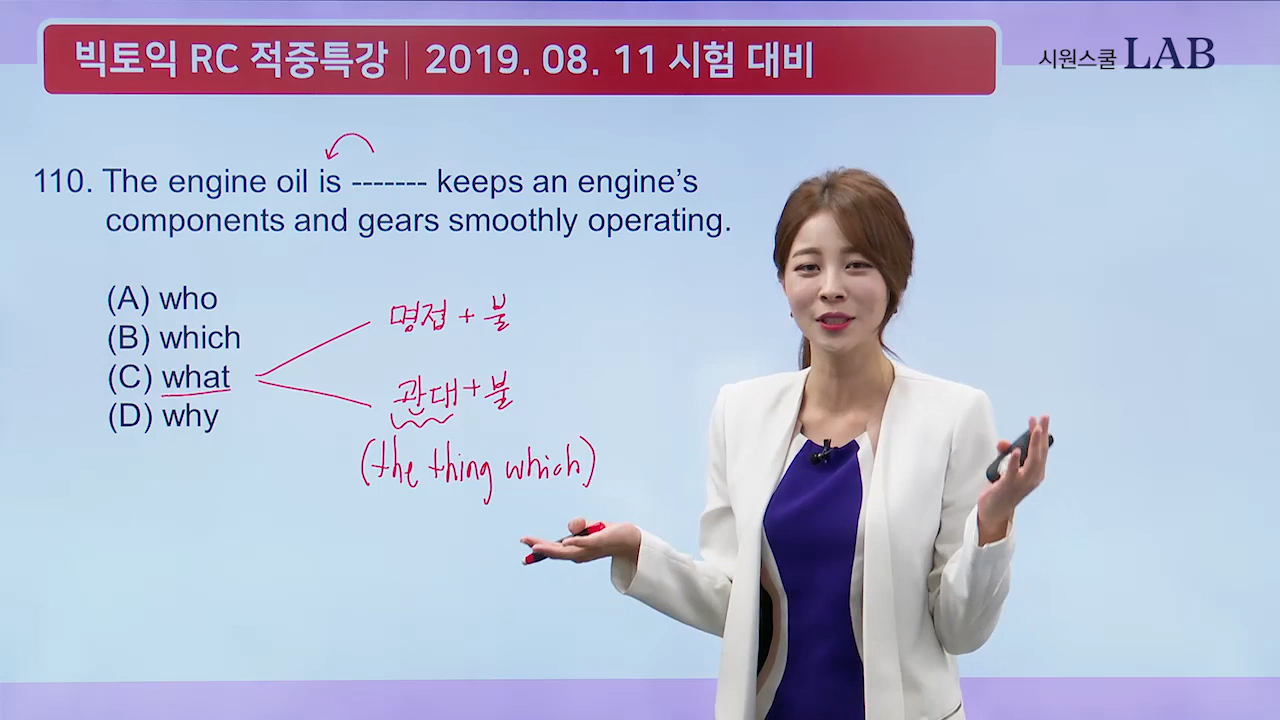 빅토익 RC 적중특강 | 2019. 08. 11 시험 대비
시원스쿨 LAB
110. The engine oil is ------- keeps an engine’s
components and gears smoothly operating.
(A) who
(B) which
(C) what
(D) why
명접 + 불
관대 + 불
(the thing which)